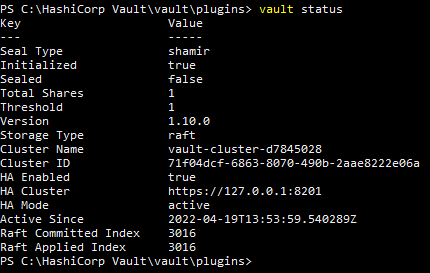 PS C:\HashiCorp Vault\vault\plugins> vault status
Key                     Value
---                     -----
Seal Type               shamir
Initialized             true
Sealed                  false
Total Shares            1
Threshold               1
Version                 1.10.0
Storage Type            raft
Cluster Name            vault-cluster-d7845028
Cluster ID              71f04dcf-6863-8070-490b-2aae8222e06a
HA Enabled              true
HA Cluster              https://127.0.0.1:8201
HA Mode                 active
Active Since            2022-04-19T13:53:59.540289Z
Raft Committed Index    3016
Raft Applied Index      3016
PS C:\HashiCorp Vault\vault\plugins>